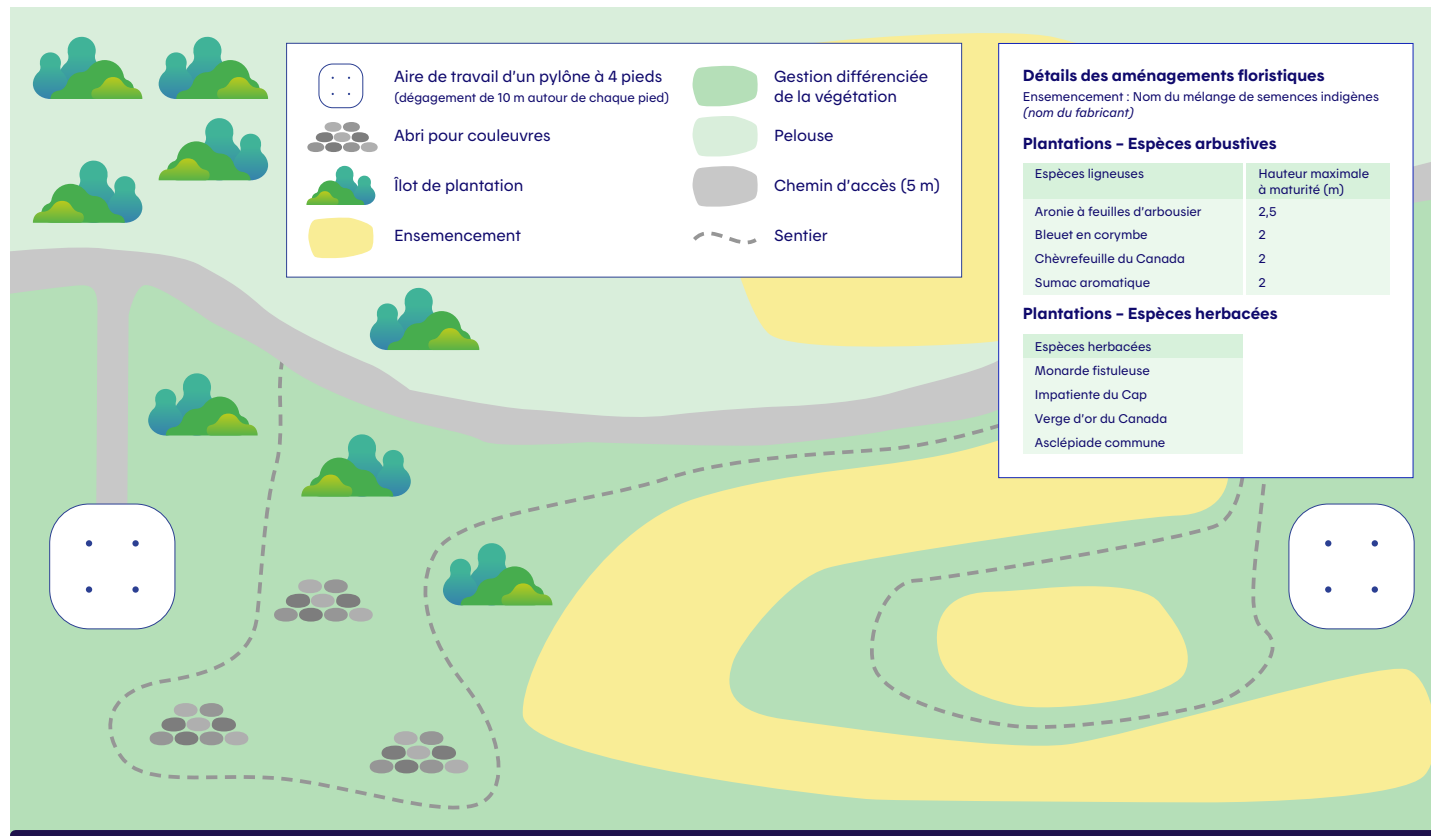 Aire de travail d'un pylône à 4 pieds
(dégagement de 10 m autour de chaque pied)
Abri pour couleuvres
Îlot de plantation
Ensemencement
Gestion différenciée
de la végétation
Pelouse
Chemin d'accès (5 m)
Sentier
Détails des aménagements floristiques
Ensemencement : Nom du mélange de semences indigènes
(nom du fabricant)
Plantations – Espèces arbustives
Espèces ligneuses
Hauteur maximale
à maturité (m)
Aronie à feuilles d'arbousier 2,5
Bleuet en corymbe 2
Chèvrefeuille du Canada 2
Sumac aromatique 2
Plantations – Espèces herbacées
Espèces herbacées
Monarde fistuleuse
Impatiente du Cap
Verge d'or du Canada
Asclépiade commune